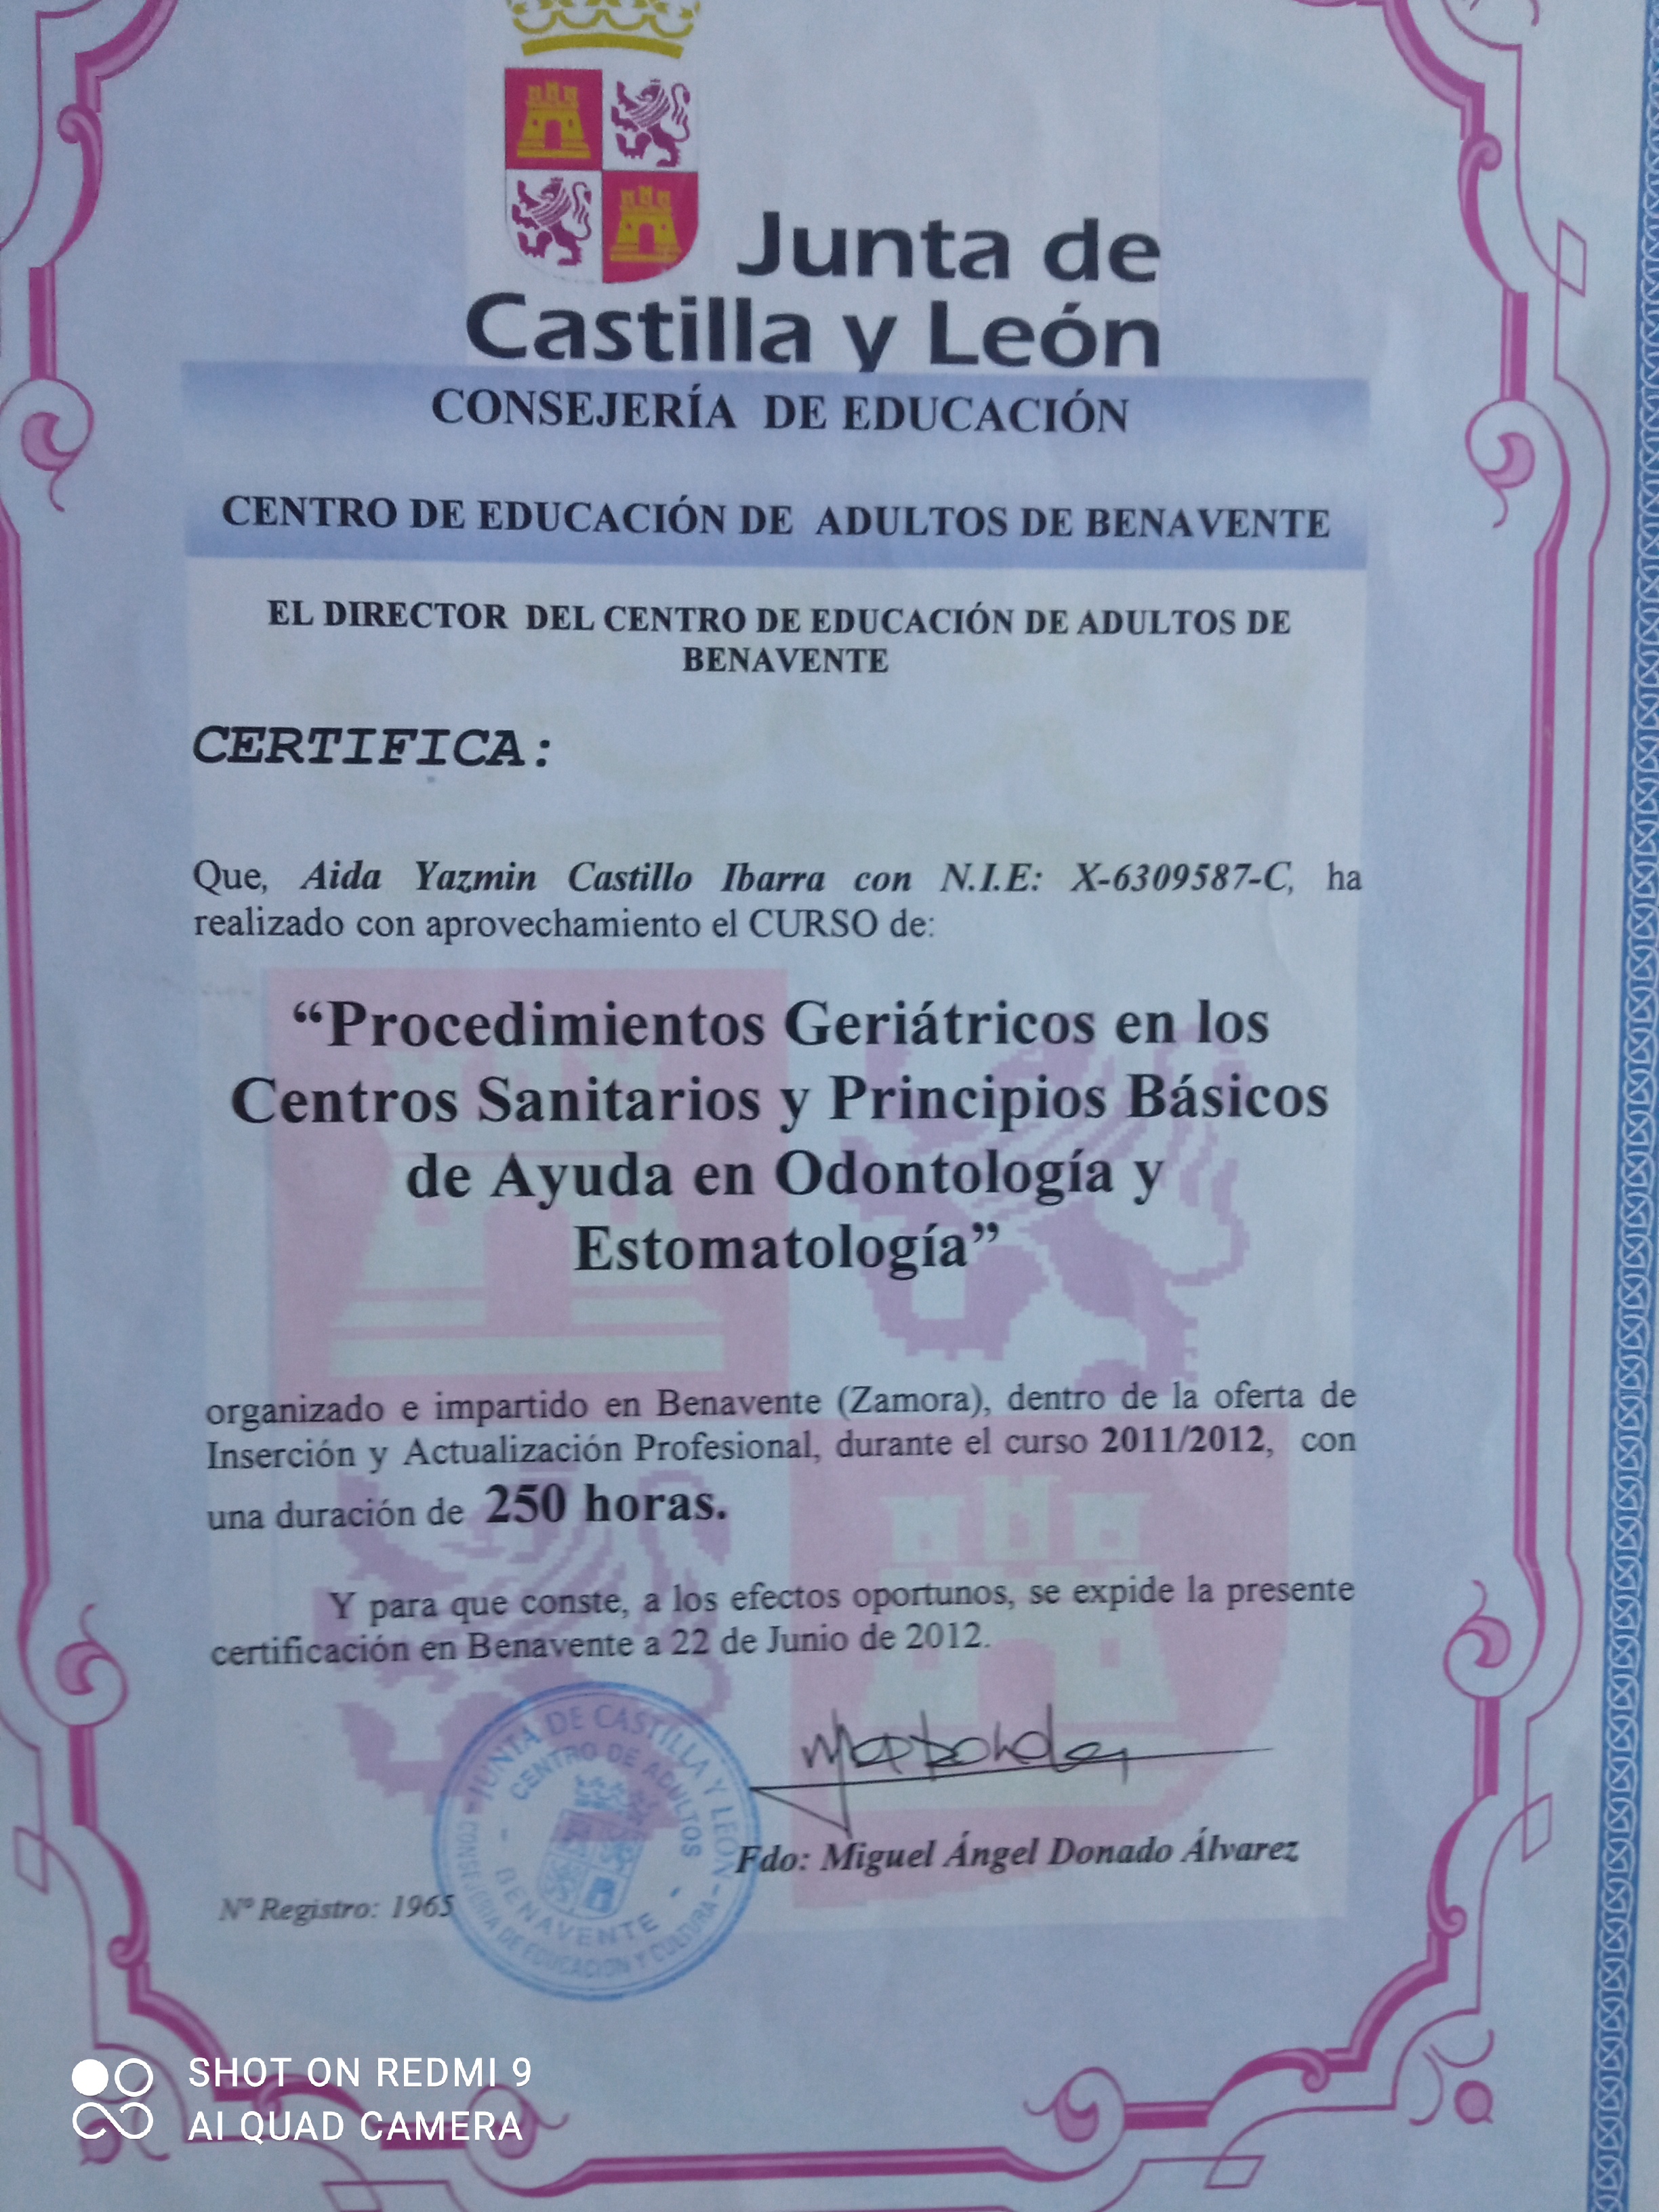 Junta de
Castilla y León
CONSEJERÍA DE EDUCACIÓN
CENTRO DE EDUCACIÓN DE ADULTOS DE BENAVENTE
EL DIRECTOR DEL CENTRO DE EDUCACIÓN DE ADULTOS DE
BENAVENTE
CERTIFICA:
Que, Aida Yazmin Castillo Ibarra con N.I.E: X-6309587-C, ha
realizado con aprovechamiento el CURSO de:
“Procedimientos Geriátricos en los
Centros Sanitarios y Principios Básicos
de Ayuda en Odontología y
Estomatología”
organizado e impartido en Benavente (Zamora), dentro de la oferta de
Inserción y Actualización Profesional, durante el curso 2011/2012, con
una duración de 250 horas.
Y para que conste, a los efectos oportunos, se expide la presente
certificación en Benavente a 22 de Junio de 2012.
JUNTA DE CASTILLA Y LEÓN
CENTRO DE ADULTOS
- BENAVENTE -
CONSEJERIA DE EDUCACION Y CULTURA
Fdo: Miguel Ángel Donado Álvarez
Nº Registro: 1965
SHOT ON REDMI 9
AI QUAD CAMERA